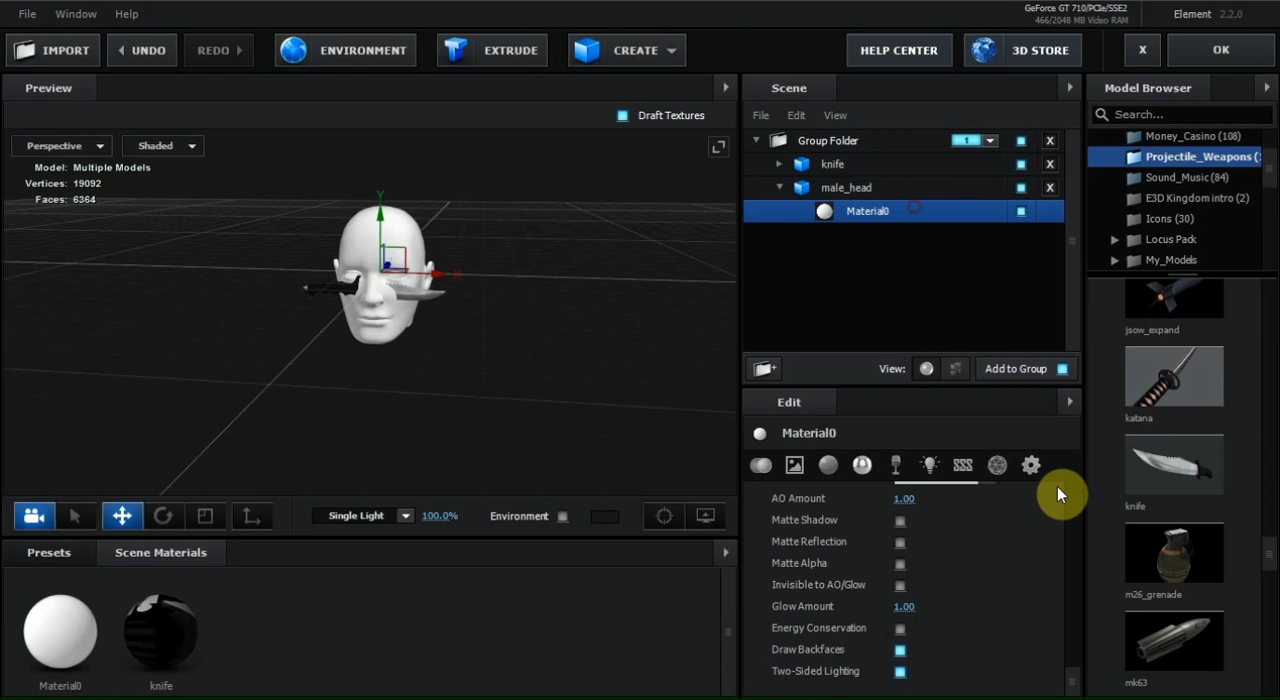 File Window Help
GeForce GT 710/PCIe/SSE2
466/2048 MB Video RAM
Element 2.2.0
IMPORT UNDO REDO ENVIRONMENT EXTRUDE CREATE HELP CENTER 3D STORE X OK
Preview
Draft Textures
Perspective Shaded
Model: Multiple Models
Vertices: 19092
Faces: 6364
Y
X
Single Light 100.0% Environment
Presets Scene Materials
Material0 knife
Scene
File Edit View
Group Folder 1 X
knife X
male_head X
Material0
View: Add to Group
Edit
Material0
AO Amount 1.00
Matte Shadow
Matte Reflection
Matte Alpha
Invisible to AO/Glow
Glow Amount 1.00
Energy Conservation
Draw Backfaces
Two-Sided Lighting
Model Browser
Search...
Money_Casino (108)
Projectile_Weapons (
Sound_Music (84)
E3D Kingdom intro (2)
Icons (30)
Locus Pack
My_Models
jsow_expand
katana
knife
m26_grenade
mk63